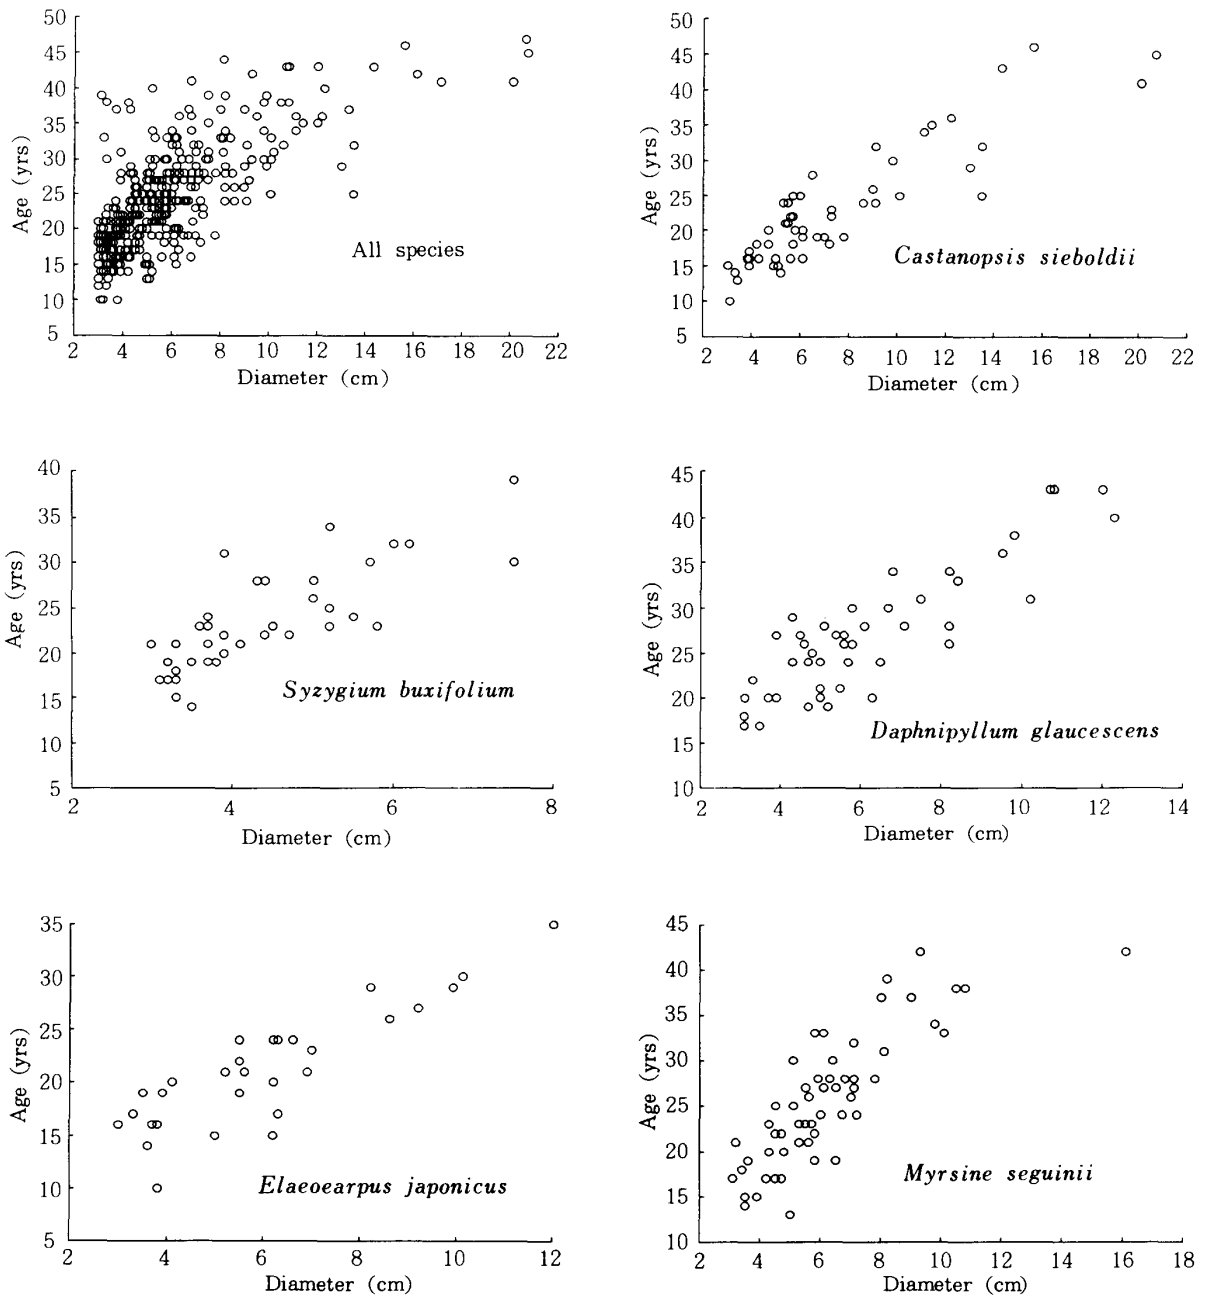 50
45
40
35
30
25
20
15
10
5
Age (yrs)
All species
2 4 6 8 10 12 14 16 18 20 22
Diameter (cm)
50
45
40
35
30
25
20
15
10
5
Age (yrs)
Castanopsis sieboldii
2 4 6 8 10 12 14 16 18 20 22
Diameter (cm)
40
35
30
25
20
15
10
5
Age (yrs)
Syzygium buxifolium
2 4 6 8
Diameter (cm)
45
40
35
30
25
20
15
10
Age (yrs)
Daphnipyllum glaucescens
2 4 6 8 10 12 14
Diameter (cm)
35
30
25
20
15
10
5
Age (yrs)
Elaeoearpus japonicus
2 4 6 8 10 12
Diameter (cm)
45
40
35
30
25
20
15
10
Age (yrs)
Myrsine seguinii
2 4 6 8 10 12 14 16 18
Diameter (cm)